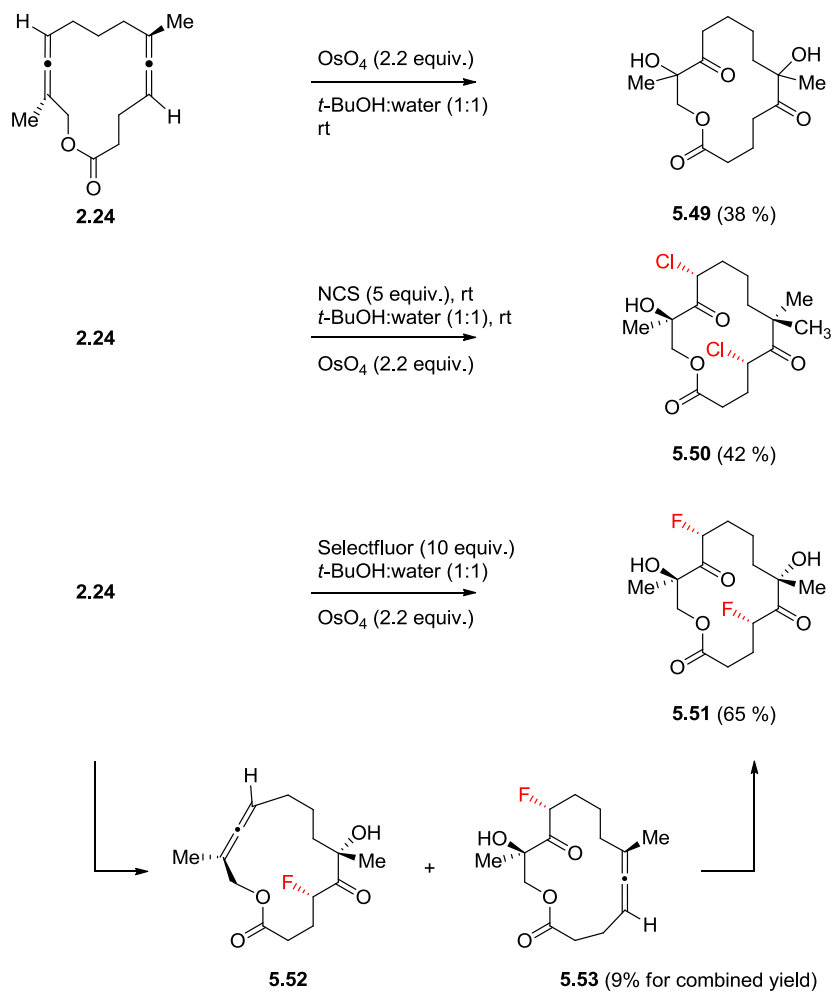 H
Me
Me
H
O
O
2.24
OsO4 (2.2 equiv.)
t-BuOH:water (1:1)
rt
HO
Me
O
OH
Me
O
O
O
5.49 (38 %)
2.24
NCS (5 equiv.), rt
t-BuOH:water (1:1), rt
OsO4 (2.2 equiv.)
Cl
HO
Me
O
Me
CH3
Cl
O
O
O
5.50 (42 %)
2.24
Selectfluor (10 equiv.)
t-BuOH:water (1:1)
OsO4 (2.2 equiv.)
F
HO
Me
O
OH
Me
F
O
O
O
5.51 (65 %)
H
Me
OH
Me
F
O
O
O
5.52
+
F
HO
Me
O
Me
O
H
O
5.53 (9% for combined yield)